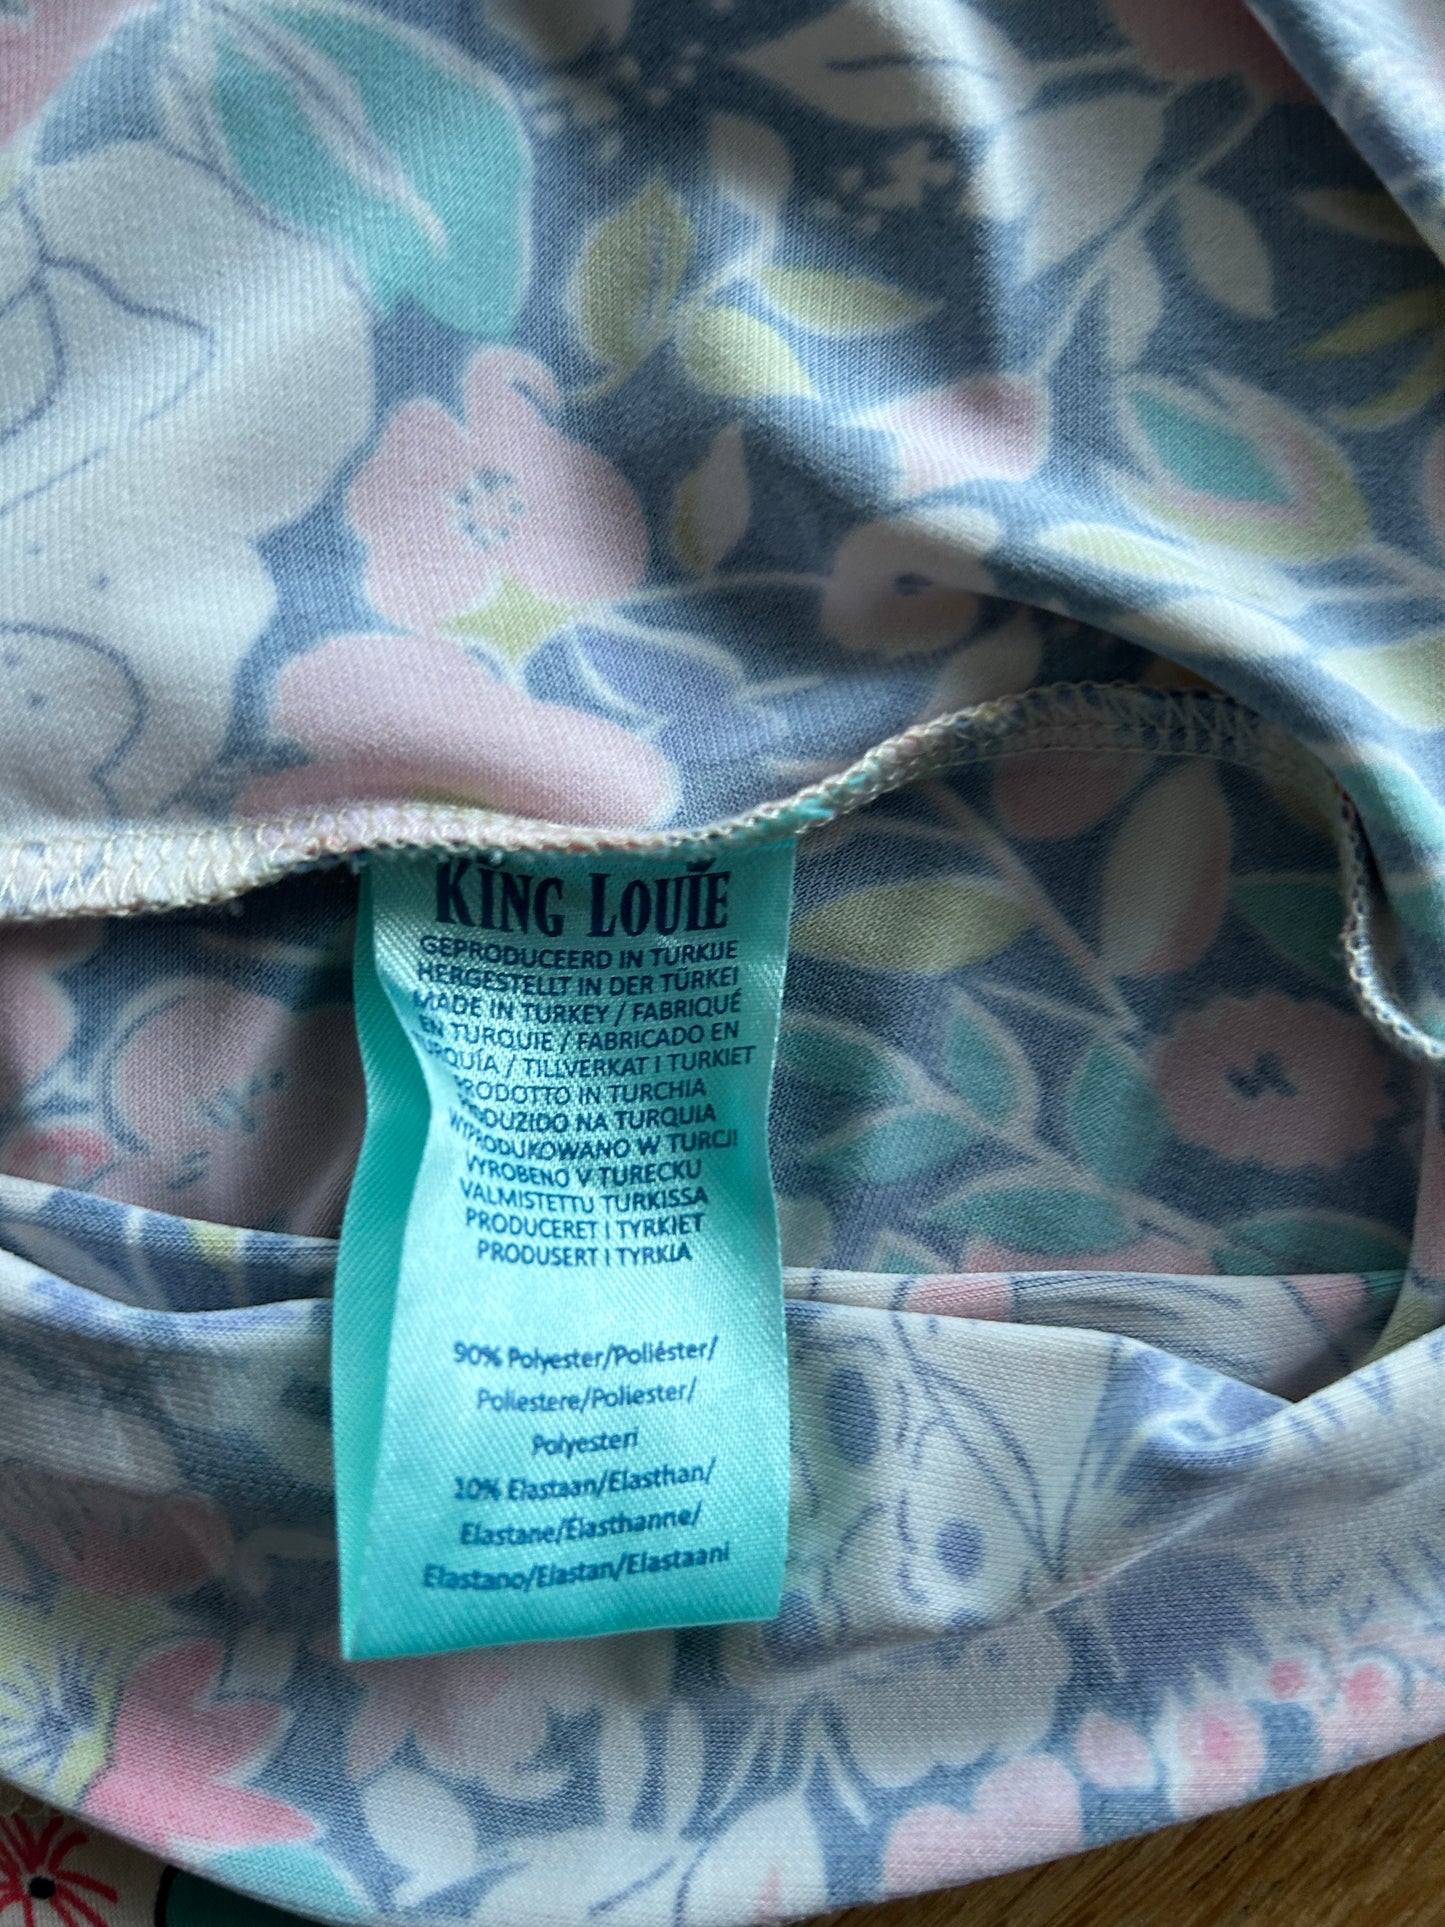 KING LOUIE
GEPRODUCEERD IN TURKIJE
HERGESTELLT IN DER TÜRKEI
MADE IN TURKEY / FABRIQUÉ
EN TURQUIE / FABRICADO EN
/ TILLVERKAT I TURKIET
PRODOTTO IN TURCHIA
PRODUZIDO NA TURQUIA
WYPRODUKOWANO W TURCJI
VYROBENO V TURECKU
VALMISTETTU TURKISSA
PRODUCERET I TYRKIET
PRODUSERT I TYRKIA
90% Polyester/Poliéster/
Poliestere/Poliester/
Polyesteri
10% Elastaan/Elasthan/
Elastane/Élasthanne/
Elastano/Elastan/Elastaani